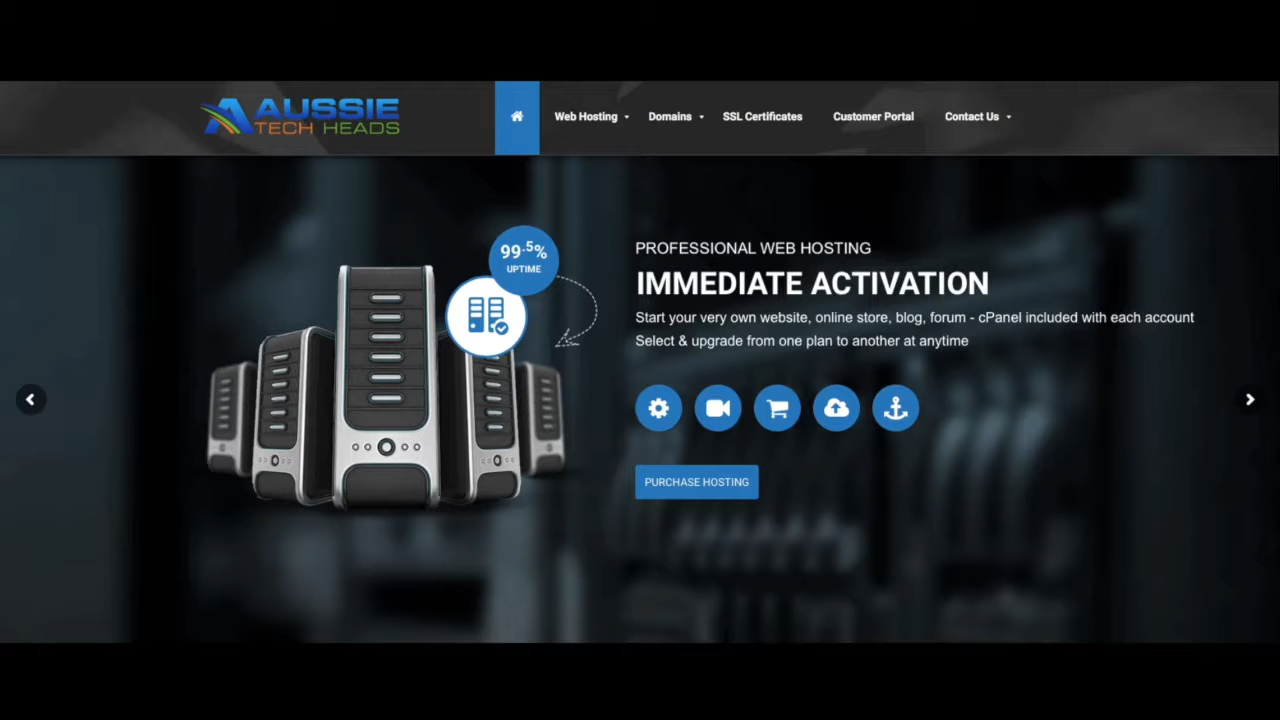 AUSSIE
TECH HEADS
Web Hosting
Domains
SSL Certificates
Customer Portal
Contact Us
99.5%
UPTIME
PROFESSIONAL WEB HOSTING
IMMEDIATE ACTIVATION
Start your very own website, online store, blog, forum - cPanel included with each account
Select & upgrade from one plan to another at anytime
PURCHASE HOSTING